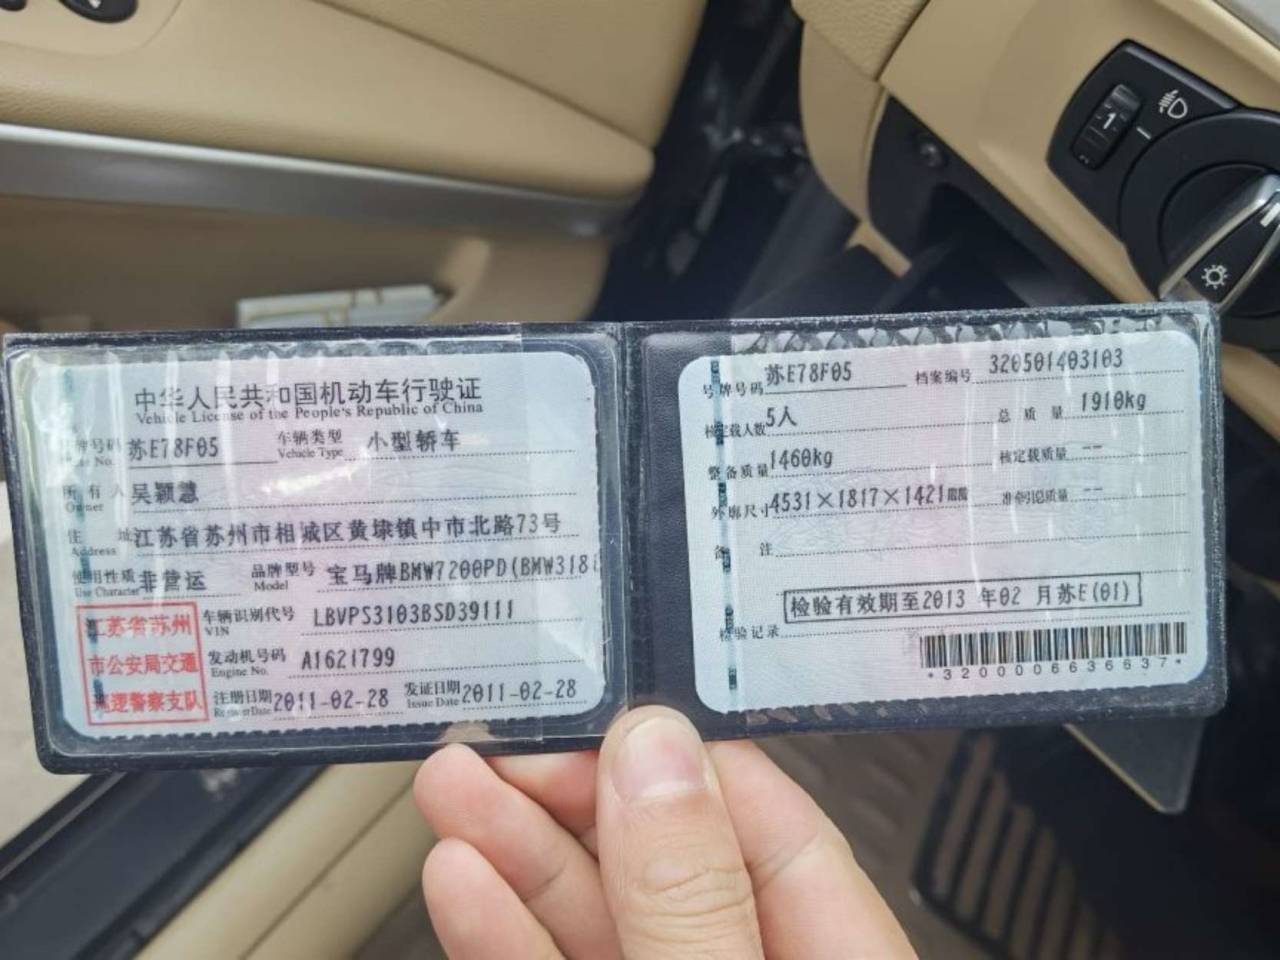 中华人民共和国机动车行驶证
Vehicle License of the People's Republic of China
牌号码 苏E78F05 车辆类型 小型轿车
No. Vehicle Type
所有人 吴颖慧
Owner
住 址 江苏省苏州市相城区黄埭镇中市北路73号
Address
使用性质 非营运 品牌型号 宝马牌BMW7200PD(BMW318i
Use Character Model
江苏省苏州
市公安局交通
巡逻警察支队
车辆识别代号 LBVPS3103BSD39111
VIN
发动机号码 A1621799
Engine No.
注册日期 2011-02-28 发证日期 2011-02-28
Register Date Issue Date
号牌号码 苏E78F05 档案编号 320501403103
核定载人数 5人 总质量 1910kg
整备质量 1460kg 核定载质量 --
外廓尺寸 4531×1817×1421 准牵引总质量 --
备 注
检验有效期至2013 年02 月苏E(01)
检验记录
*3200006636637*
1